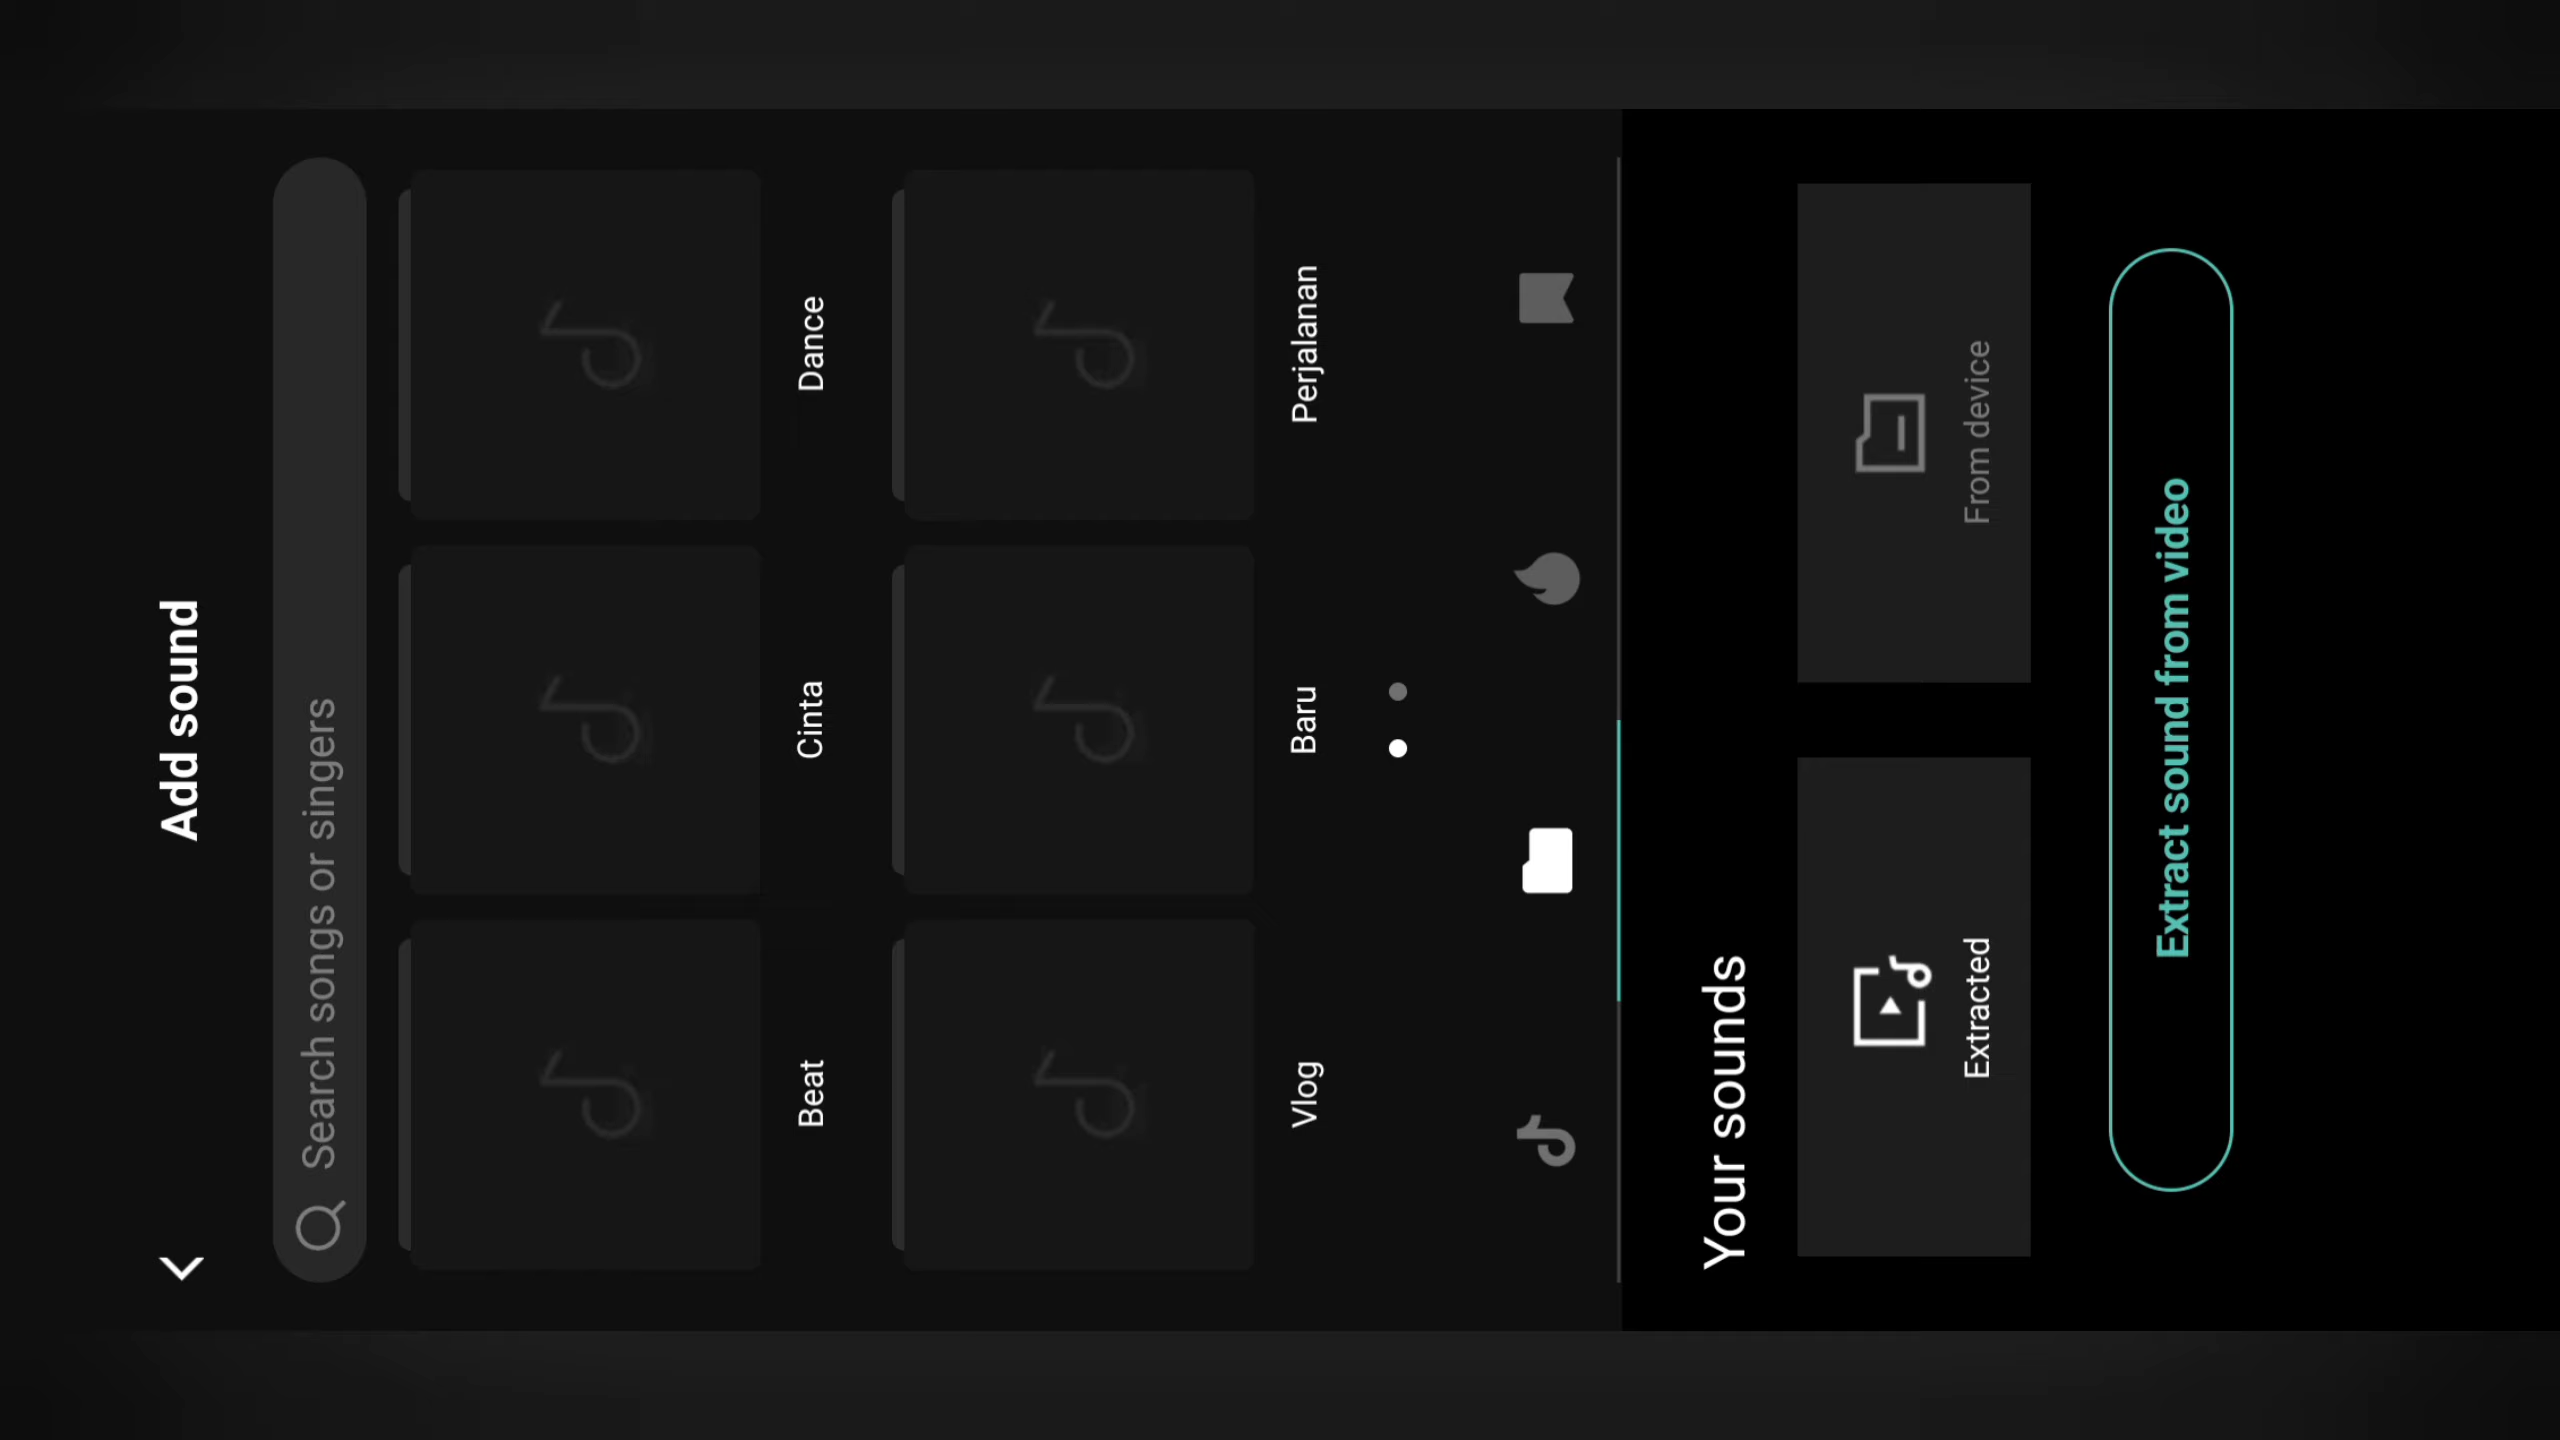 Add sound
Search songs or singers
Beat
Cinta
Dance
Vlog
Baru
Perjalanan
Your sounds
Extracted
From device
Extract sound from video